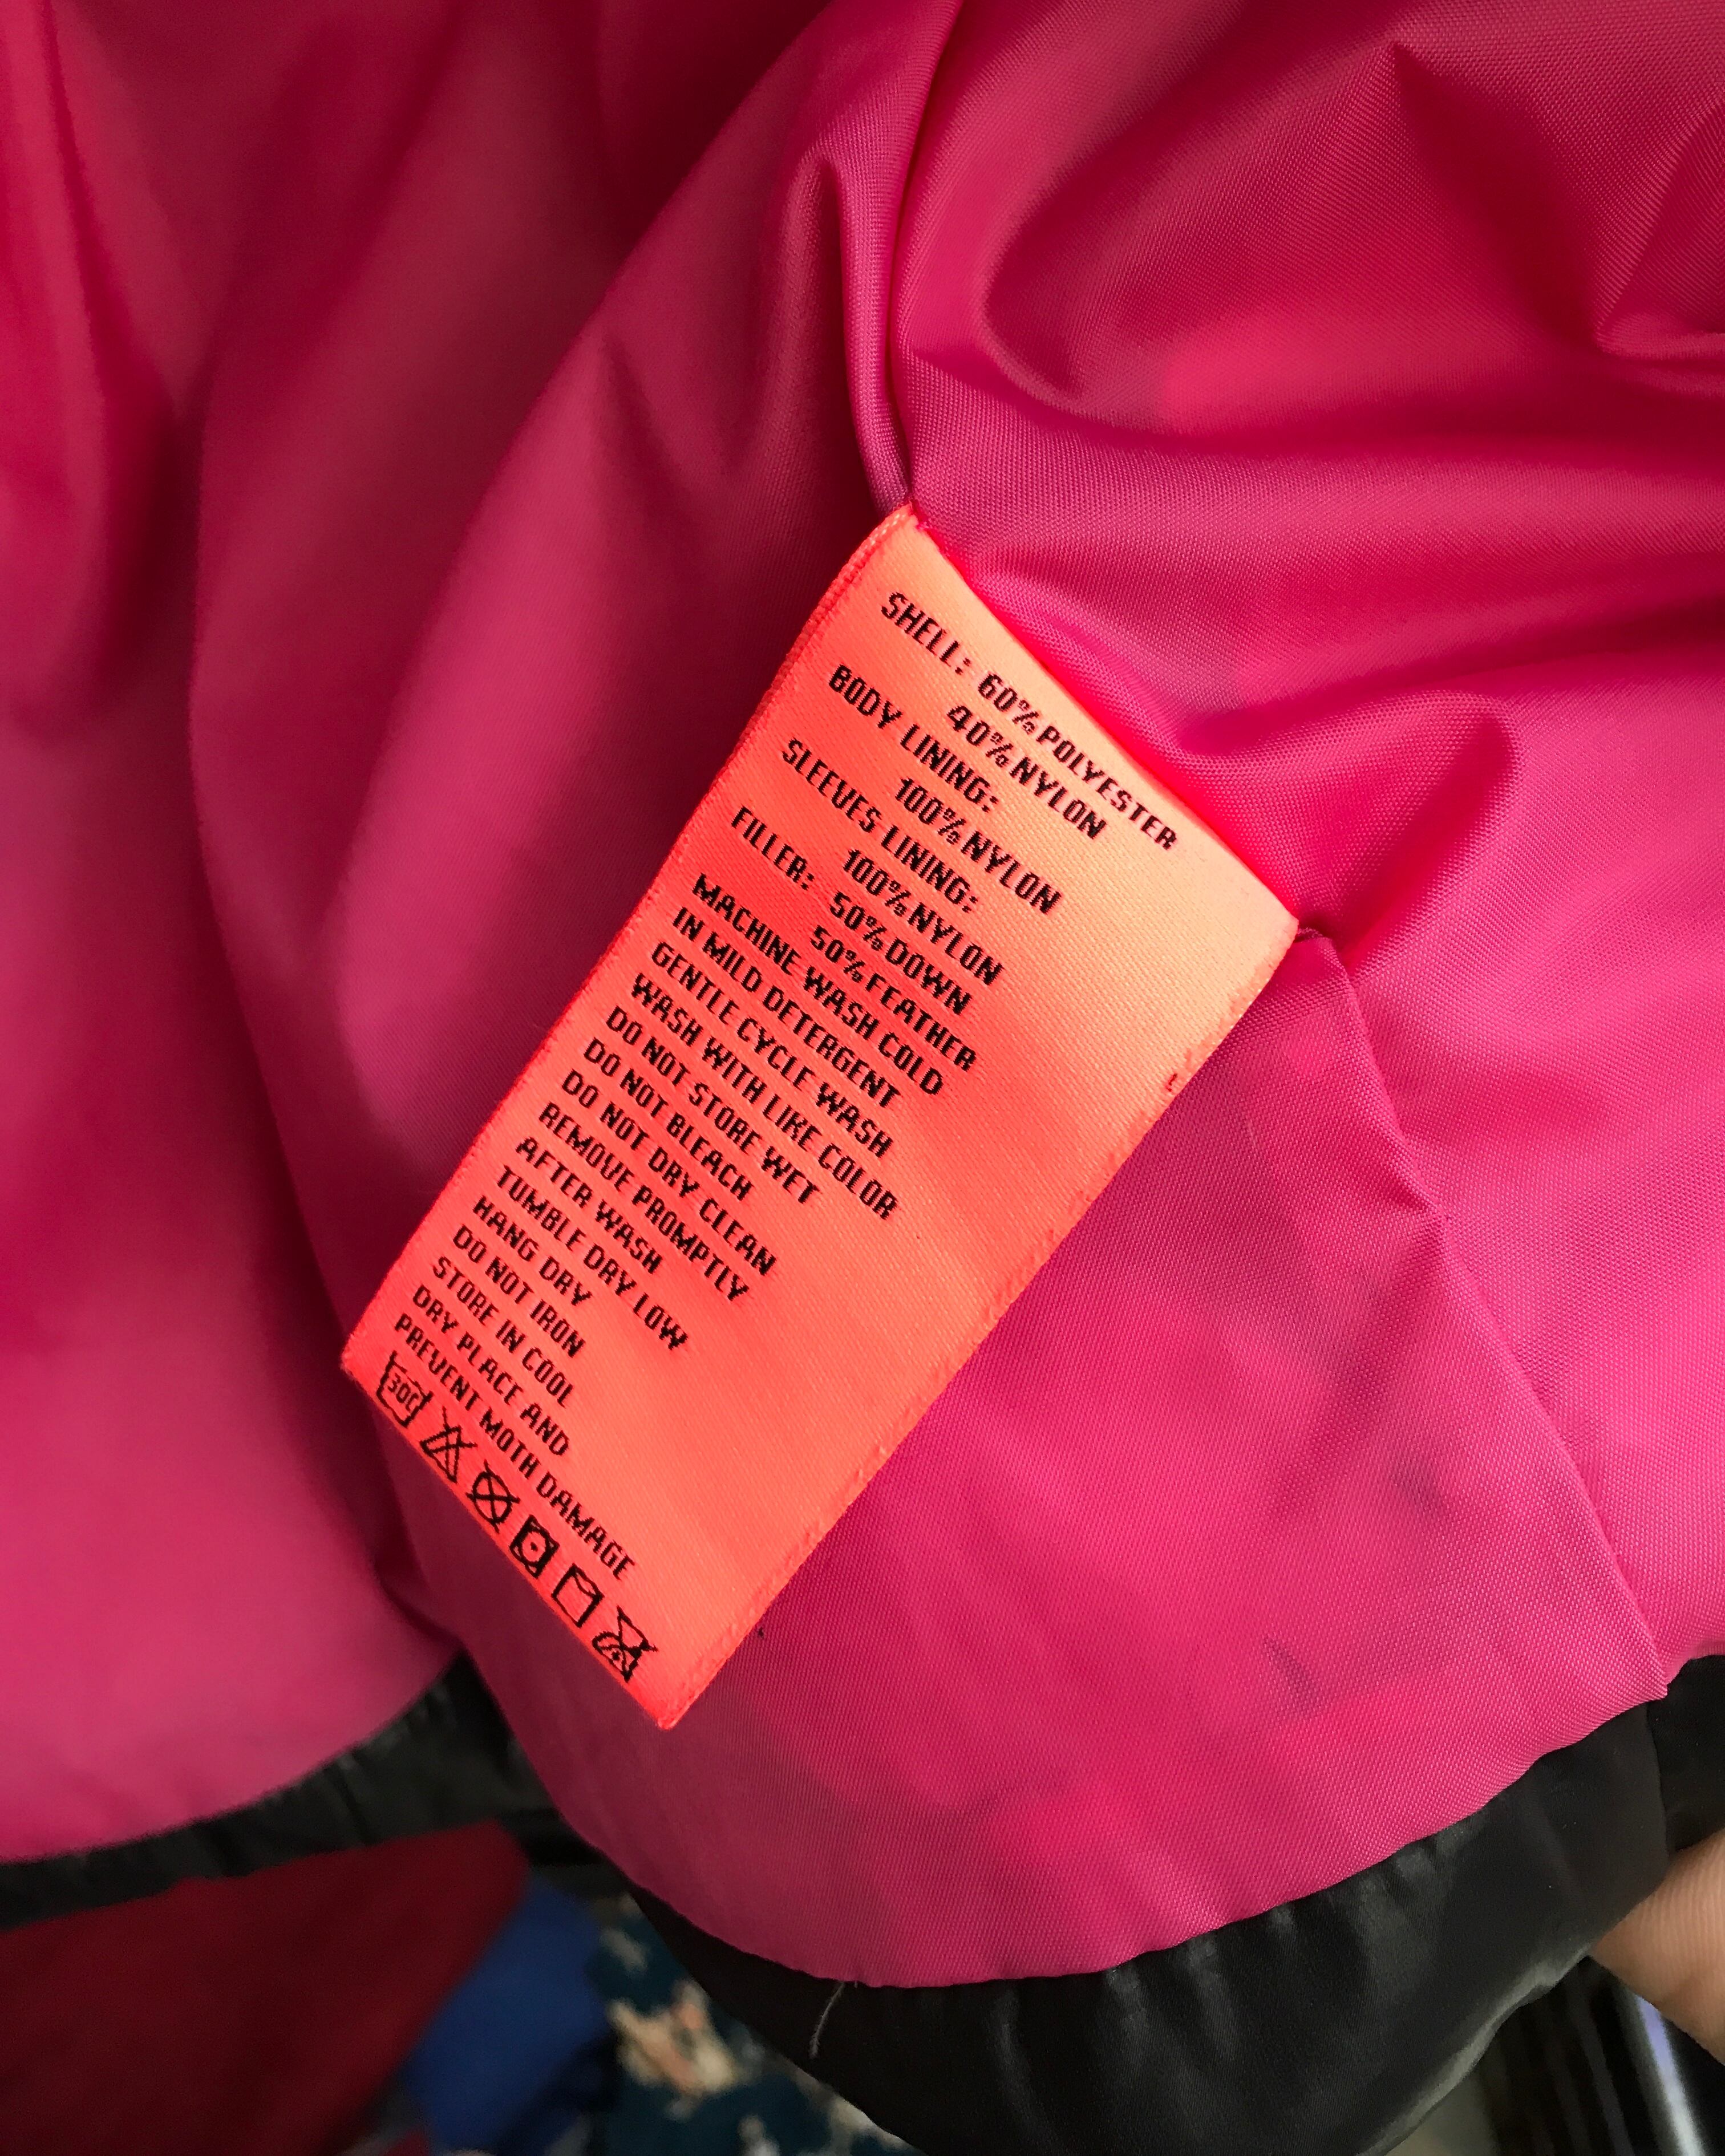 SHELL: 60% POLYESTER
40% NYLON
BODY LINING:
100% NYLON
SLEEVES LINING:
100% NYLON
FILLER: 50% DOWN
50% FEATHER
MACHINE WASH COLD
IN MILD DETERGENT
GENTLE CYCLE WASH
WASH WITH LIKE COLOR
DO NOT STORE WET
DO NOT BLEACH
DO NOT DRY CLEAN
REMOVE PROMPTLY
AFTER WASH
TUMBLE DRY LOW
HANG DRY
DO NOT IRON
STORE IN COOL
DRY PLACE AND
PREVENT MOTH DAMAGE
30C